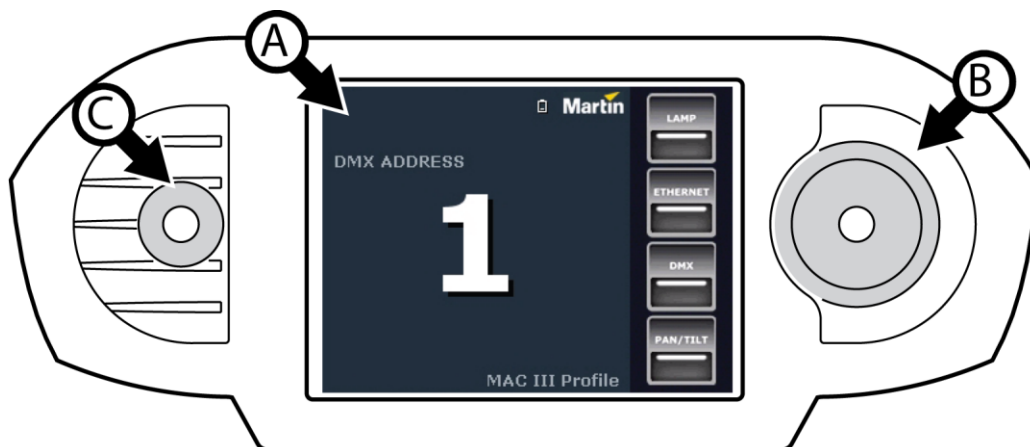 A
B
C
Martin
DMX ADDRESS
1
MAC III Profile
LAMP
ETHERNET
DMX
PAN/TILT